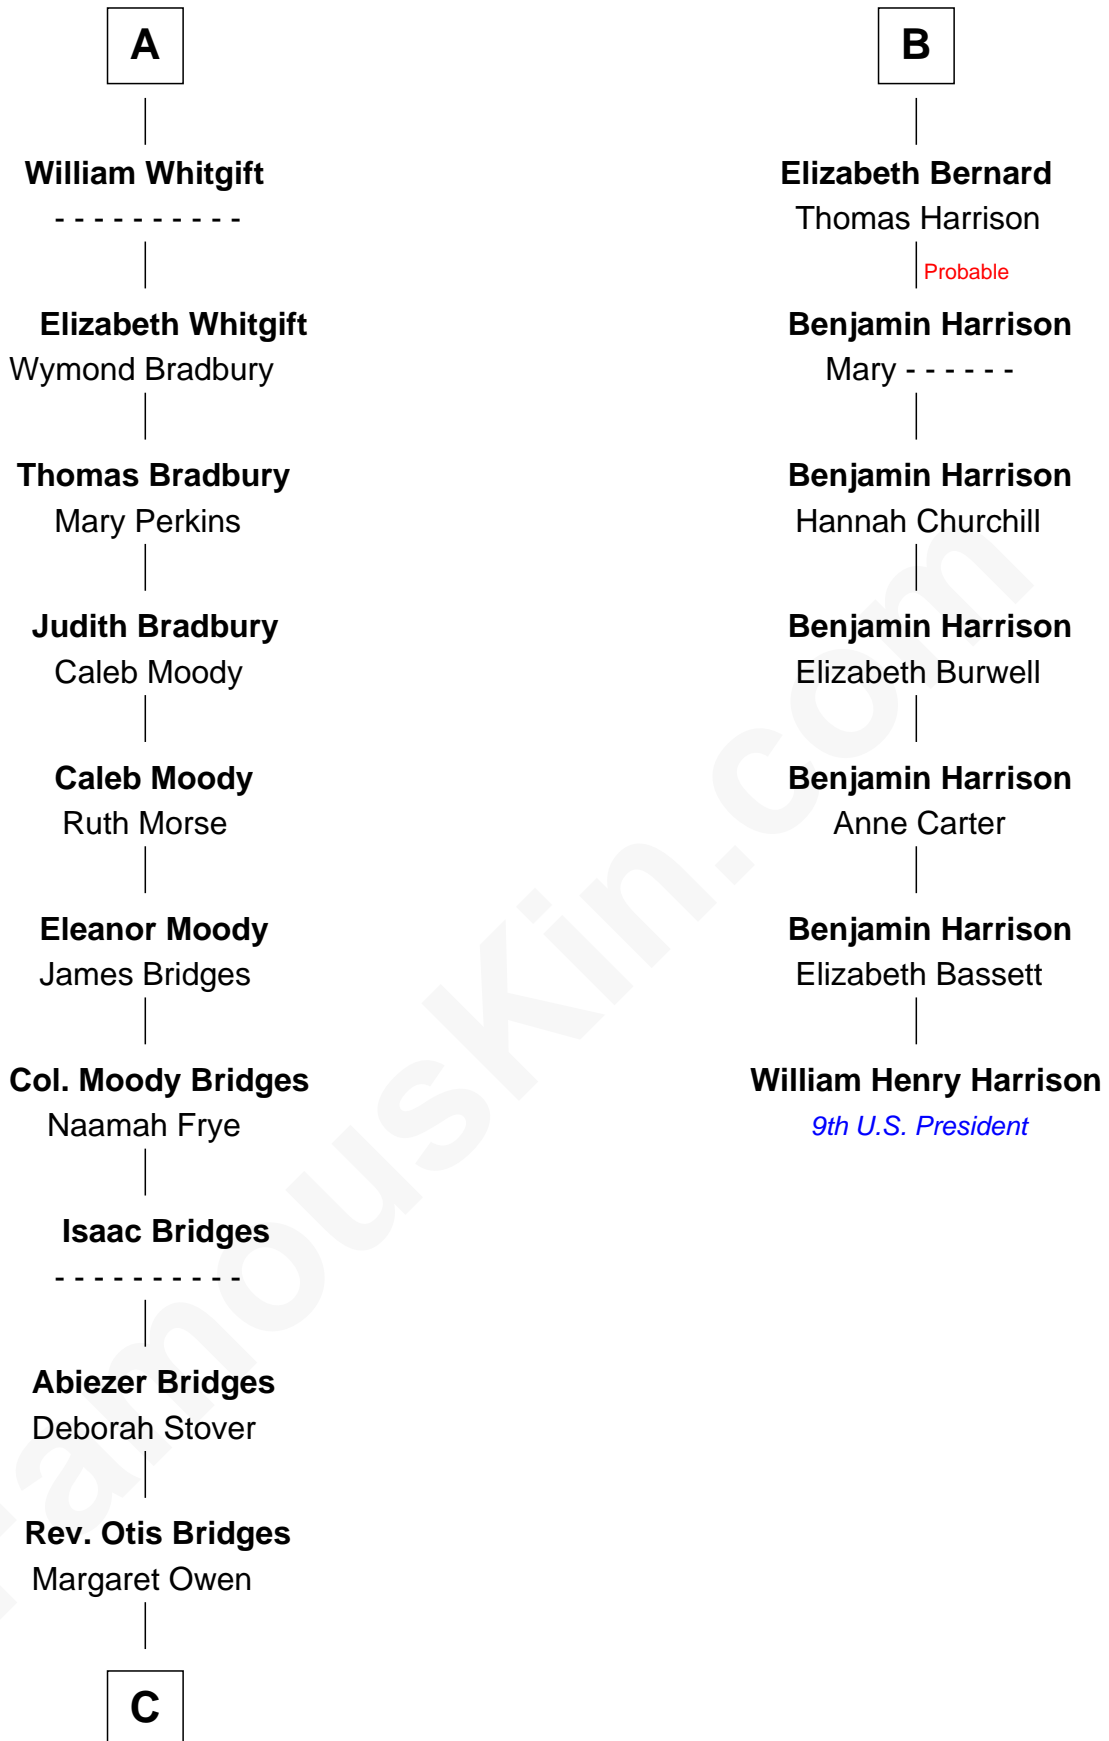 A
William Whitgift
- - - - - - - - - -
Elizabeth Whitgift
Wymond Bradbury
Thomas Bradbury
Mary Perkins
Judith Bradbury
Caleb Moody
Caleb Moody
Ruth Morse
Eleanor Moody
James Bridges
Col. Moody Bridges
Naamah Frye
Isaac Bridges
- - - - - - - - - -
Abiezer Bridges
Deborah Stover
Rev. Otis Bridges
Margaret Owen
C
B
Elizabeth Bernard
Thomas Harrison
Probable
Benjamin Harrison
Mary - - - - - -
Benjamin Harrison
Hannah Churchill
Benjamin Harrison
Elizabeth Burwell
Benjamin Harrison
Anne Carter
Benjamin Harrison
Elizabeth Bassett
William Henry Harrison
9th U.S. President
FamousKin.com